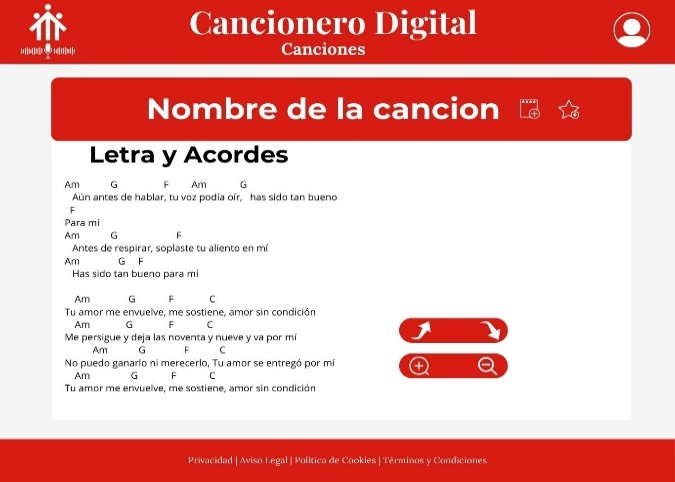 Cancionero Digital
Canciones
Nombre de la cancion
Letra y Acordes
Am G F Am G
Aún antes de hablar, tu voz podía oír, has sido tan bueno
F
Para mí
Am G F
Antes de respirar, soplaste tu aliento en mí
Am G F
Has sido tan bueno para mí
Am G F C
Tu amor me envuelve, me sostiene, amor sin condición
Am G F C
Me persigue y deja las noventa y nueve y va por mí
Am G F C
No puedo ganarlo ni merecerlo, Tu amor se entregó por mí
Am G F C
Tu amor me envuelve, me sostiene, amor sin condición
Privacidad | Aviso Legal | Política de Cookies | Términos y Condiciones